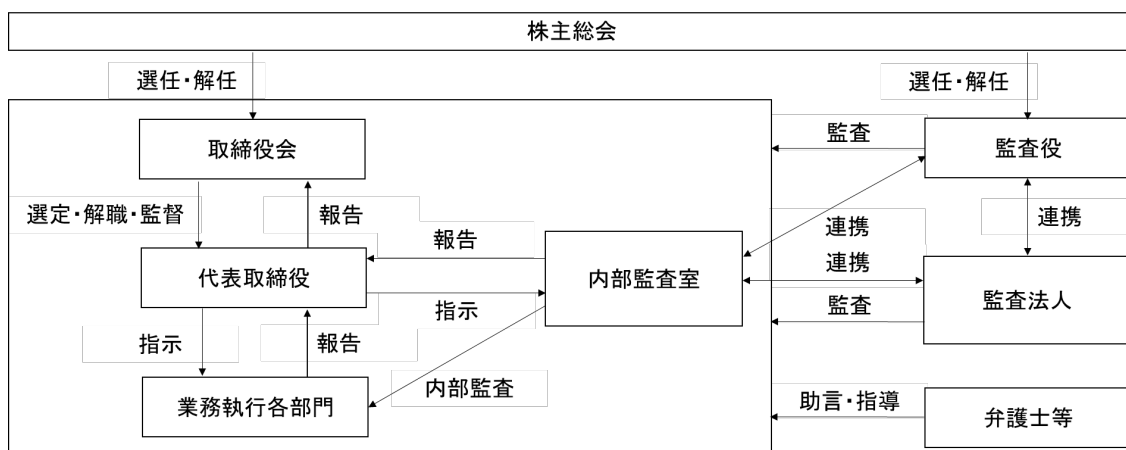 株主総会
選任・解任
選任・解任
取締役会
監査
監査役
選定・解職・監督
報告
報告
連携
連携
代表取締役
内部監査室
連携
監査法人
指示
監査
指示
報告
内部監査
業務執行各部門
助言・指導
弁護士等